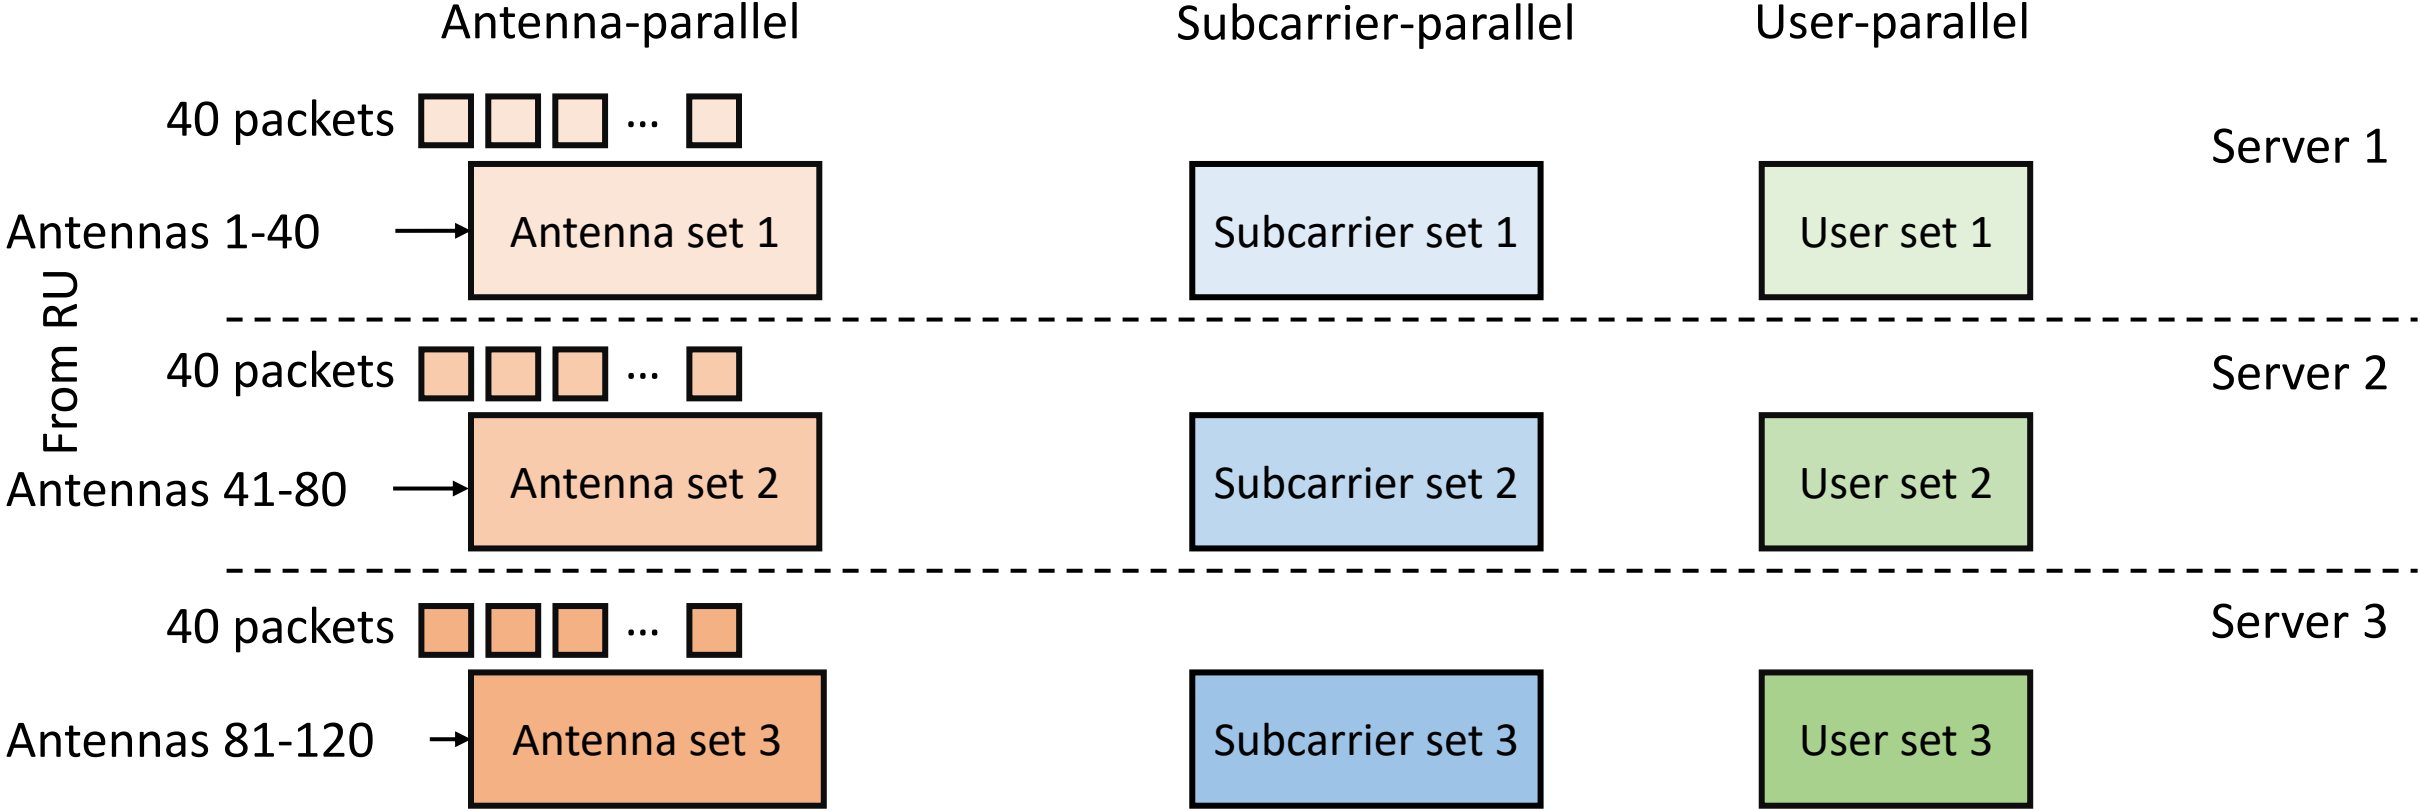 Antenna-parallel
Subcarrier-parallel
User-parallel
40 packets
...
Server 1
Antennas 1-40
Antenna set 1
Subcarrier set 1
User set 1
From RU
40 packets
...
Server 2
Antennas 41-80
Antenna set 2
Subcarrier set 2
User set 2
40 packets
...
Server 3
Antennas 81-120
Antenna set 3
Subcarrier set 3
User set 3